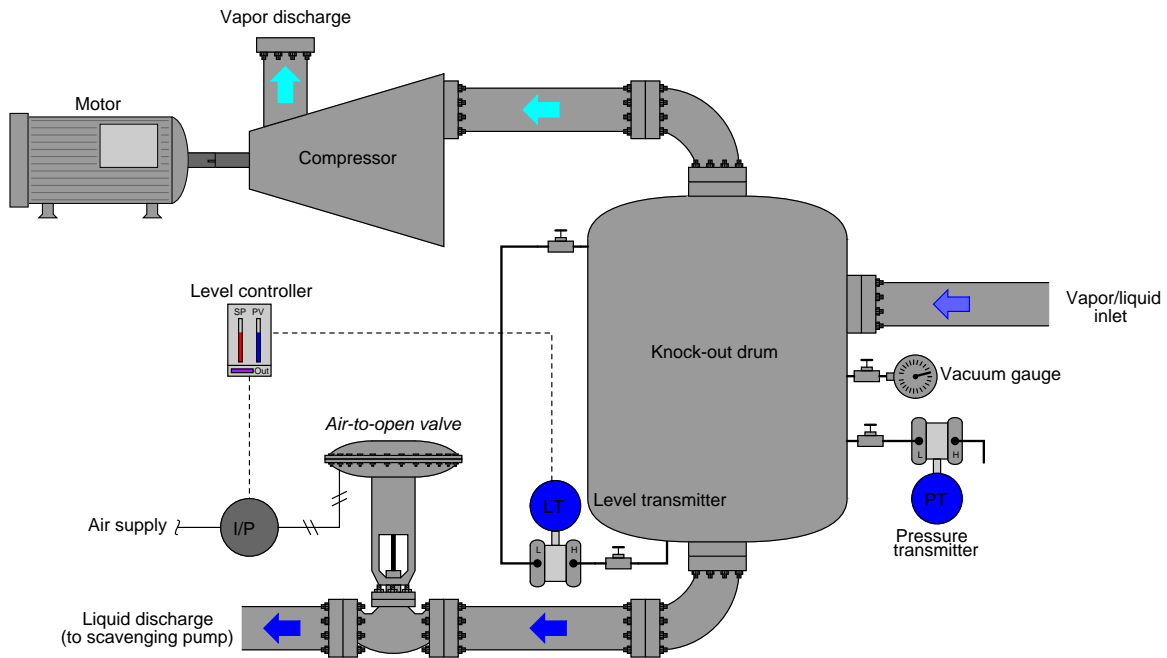 Vapor discharge
Motor
Compressor
Level controller
SP PV
Out
Vapor/liquid
inlet
Knock-out drum
Vacuum gauge
Air-to-open valve
L H
LT
Level transmitter
PT
Pressure
transmitter
Air supply
I/P
L H
Liquid discharge
(to scavenging pump)